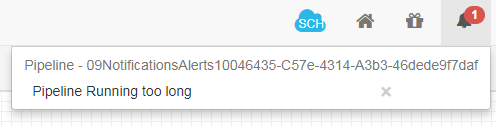 SCH
1
Pipeline - 09NotificationsAlerts10046435-C57e-4314-A3b3-46dede9f7daf
Pipeline Running too long